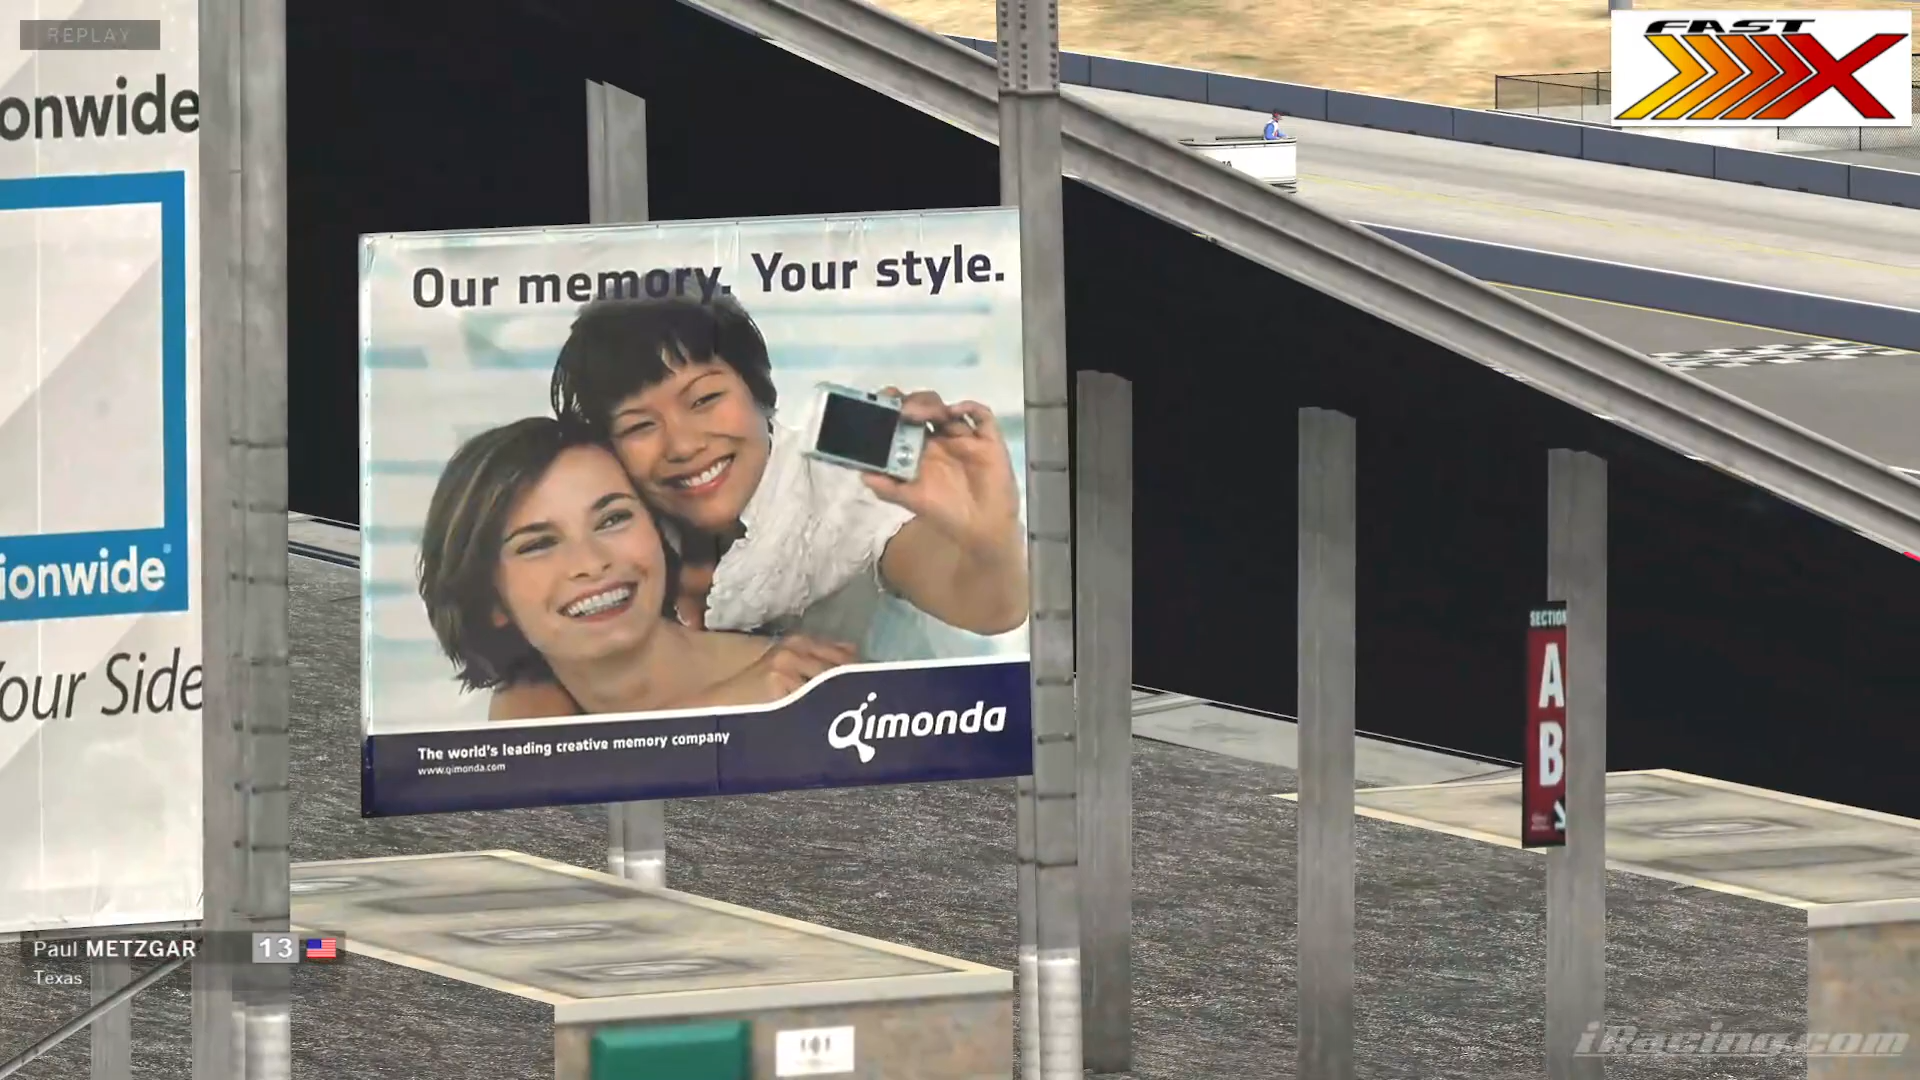 REPLAY
FAST
X
onwide
ionwide
Your Side
Our memory. Your style.
The world's leading creative memory company
www.qimonda.com
qimonda
SECTION
A
B
Paul METZGAR 13
Texas
iRacing.com